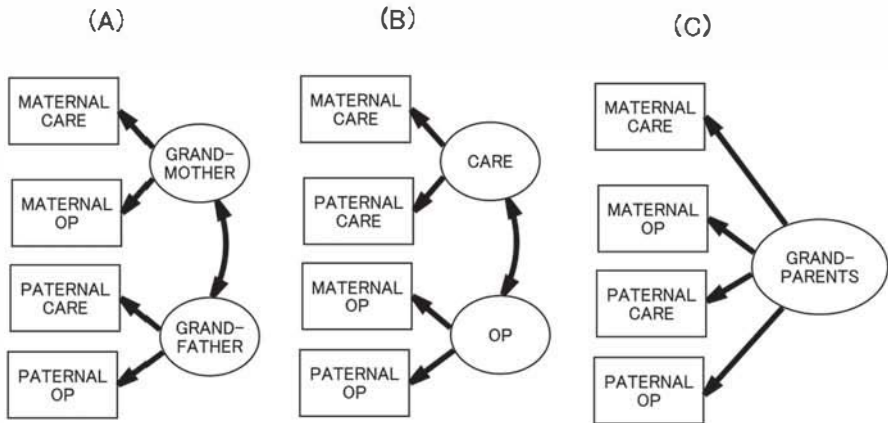 (A)
MATERNAL
CARE
GRAND-
MOTHER
MATERNAL
OP
PATERNAL
CARE
GRAND-
FATHER
PATERNAL
OP
(B)
MATERNAL
CARE
CARE
PATERNAL
CARE
MATERNAL
OP
OP
PATERNAL
OP
(C)
MATERNAL
CARE
MATERNAL
OP
GRAND-
PARENTS
PATERNAL
CARE
PATERNAL
OP